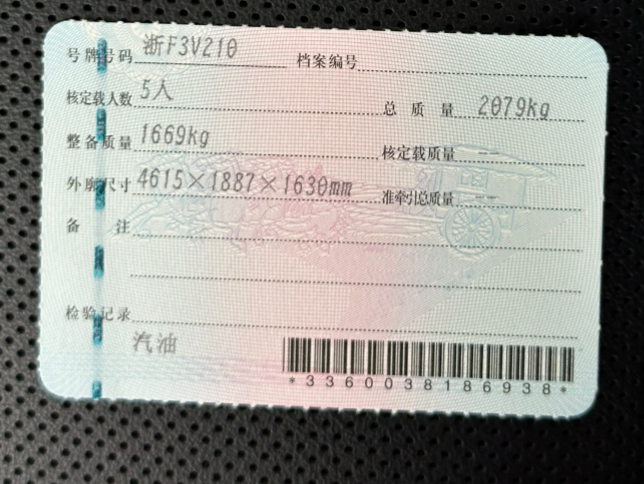 号牌号码 浙F3V210 档案编号
核定载人数 5人 总质量 2079kg
整备质量 1669kg 核定载质量 --
外廓尺寸 4615×1887×1630mm 准牵引总质量 --
备注
检验记录
汽油
*3360038186938*